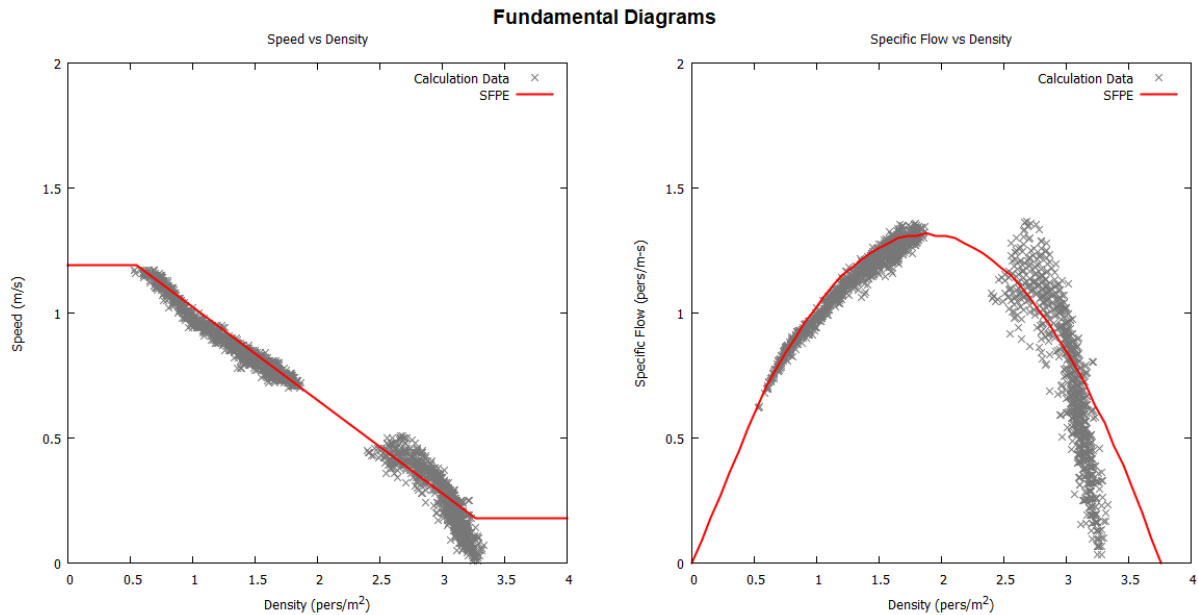 Fundamental Diagrams
Speed vs Density
2
1.5
1
0.5
0
Speed (m/s)
Calculation Data
SFPE
0 0.5 1 1.5 2 2.5 3 3.5 4
Density (pers/m²)
Specific Flow vs Density
2
1.5
1
0.5
0
Specific Flow (pers/m-s)
Calculation Data
SFPE
0 0.5 1 1.5 2 2.5 3 3.5 4
Density (pers/m²)